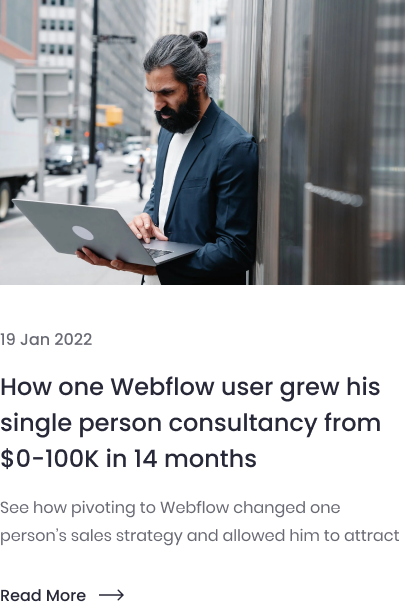 19 Jan 2022
How one Webflow user grew his
single person consultancy from
$0-100K in 14 months
See how pivoting to Webflow changed one
person's sales strategy and allowed him to attract
Read More